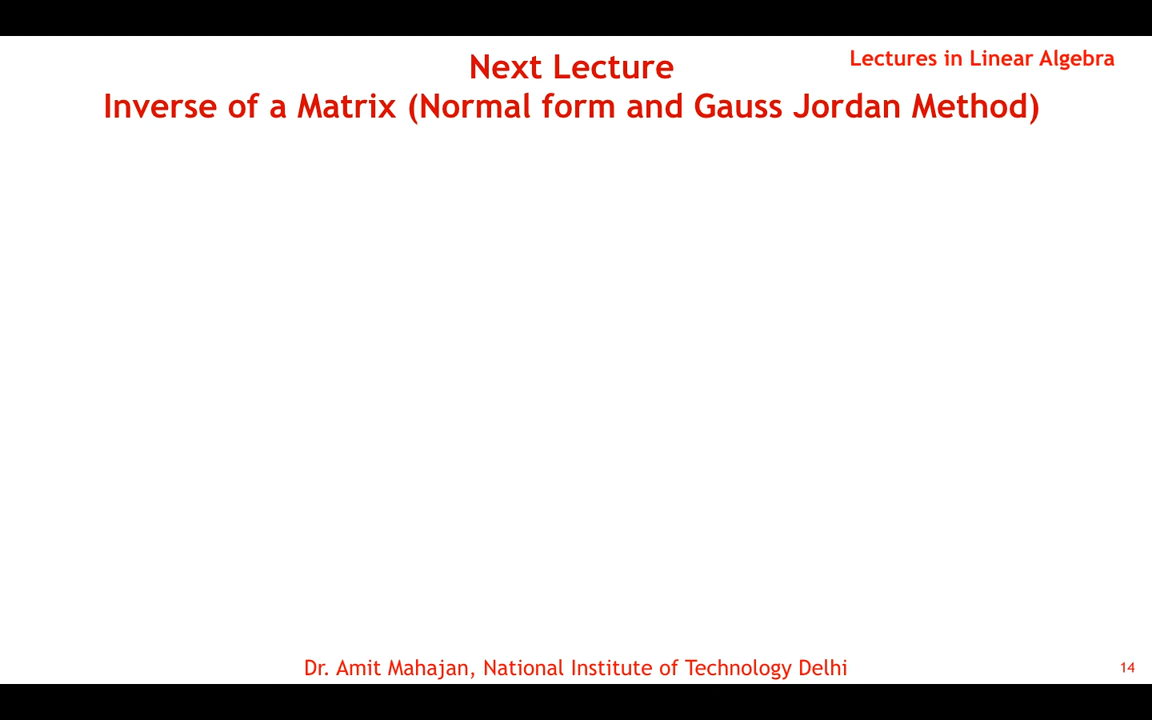 Lectures in Linear Algebra
Next Lecture
Inverse of a Matrix (Normal form and Gauss Jordan Method)
Dr. Amit Mahajan, National Institute of Technology Delhi
14